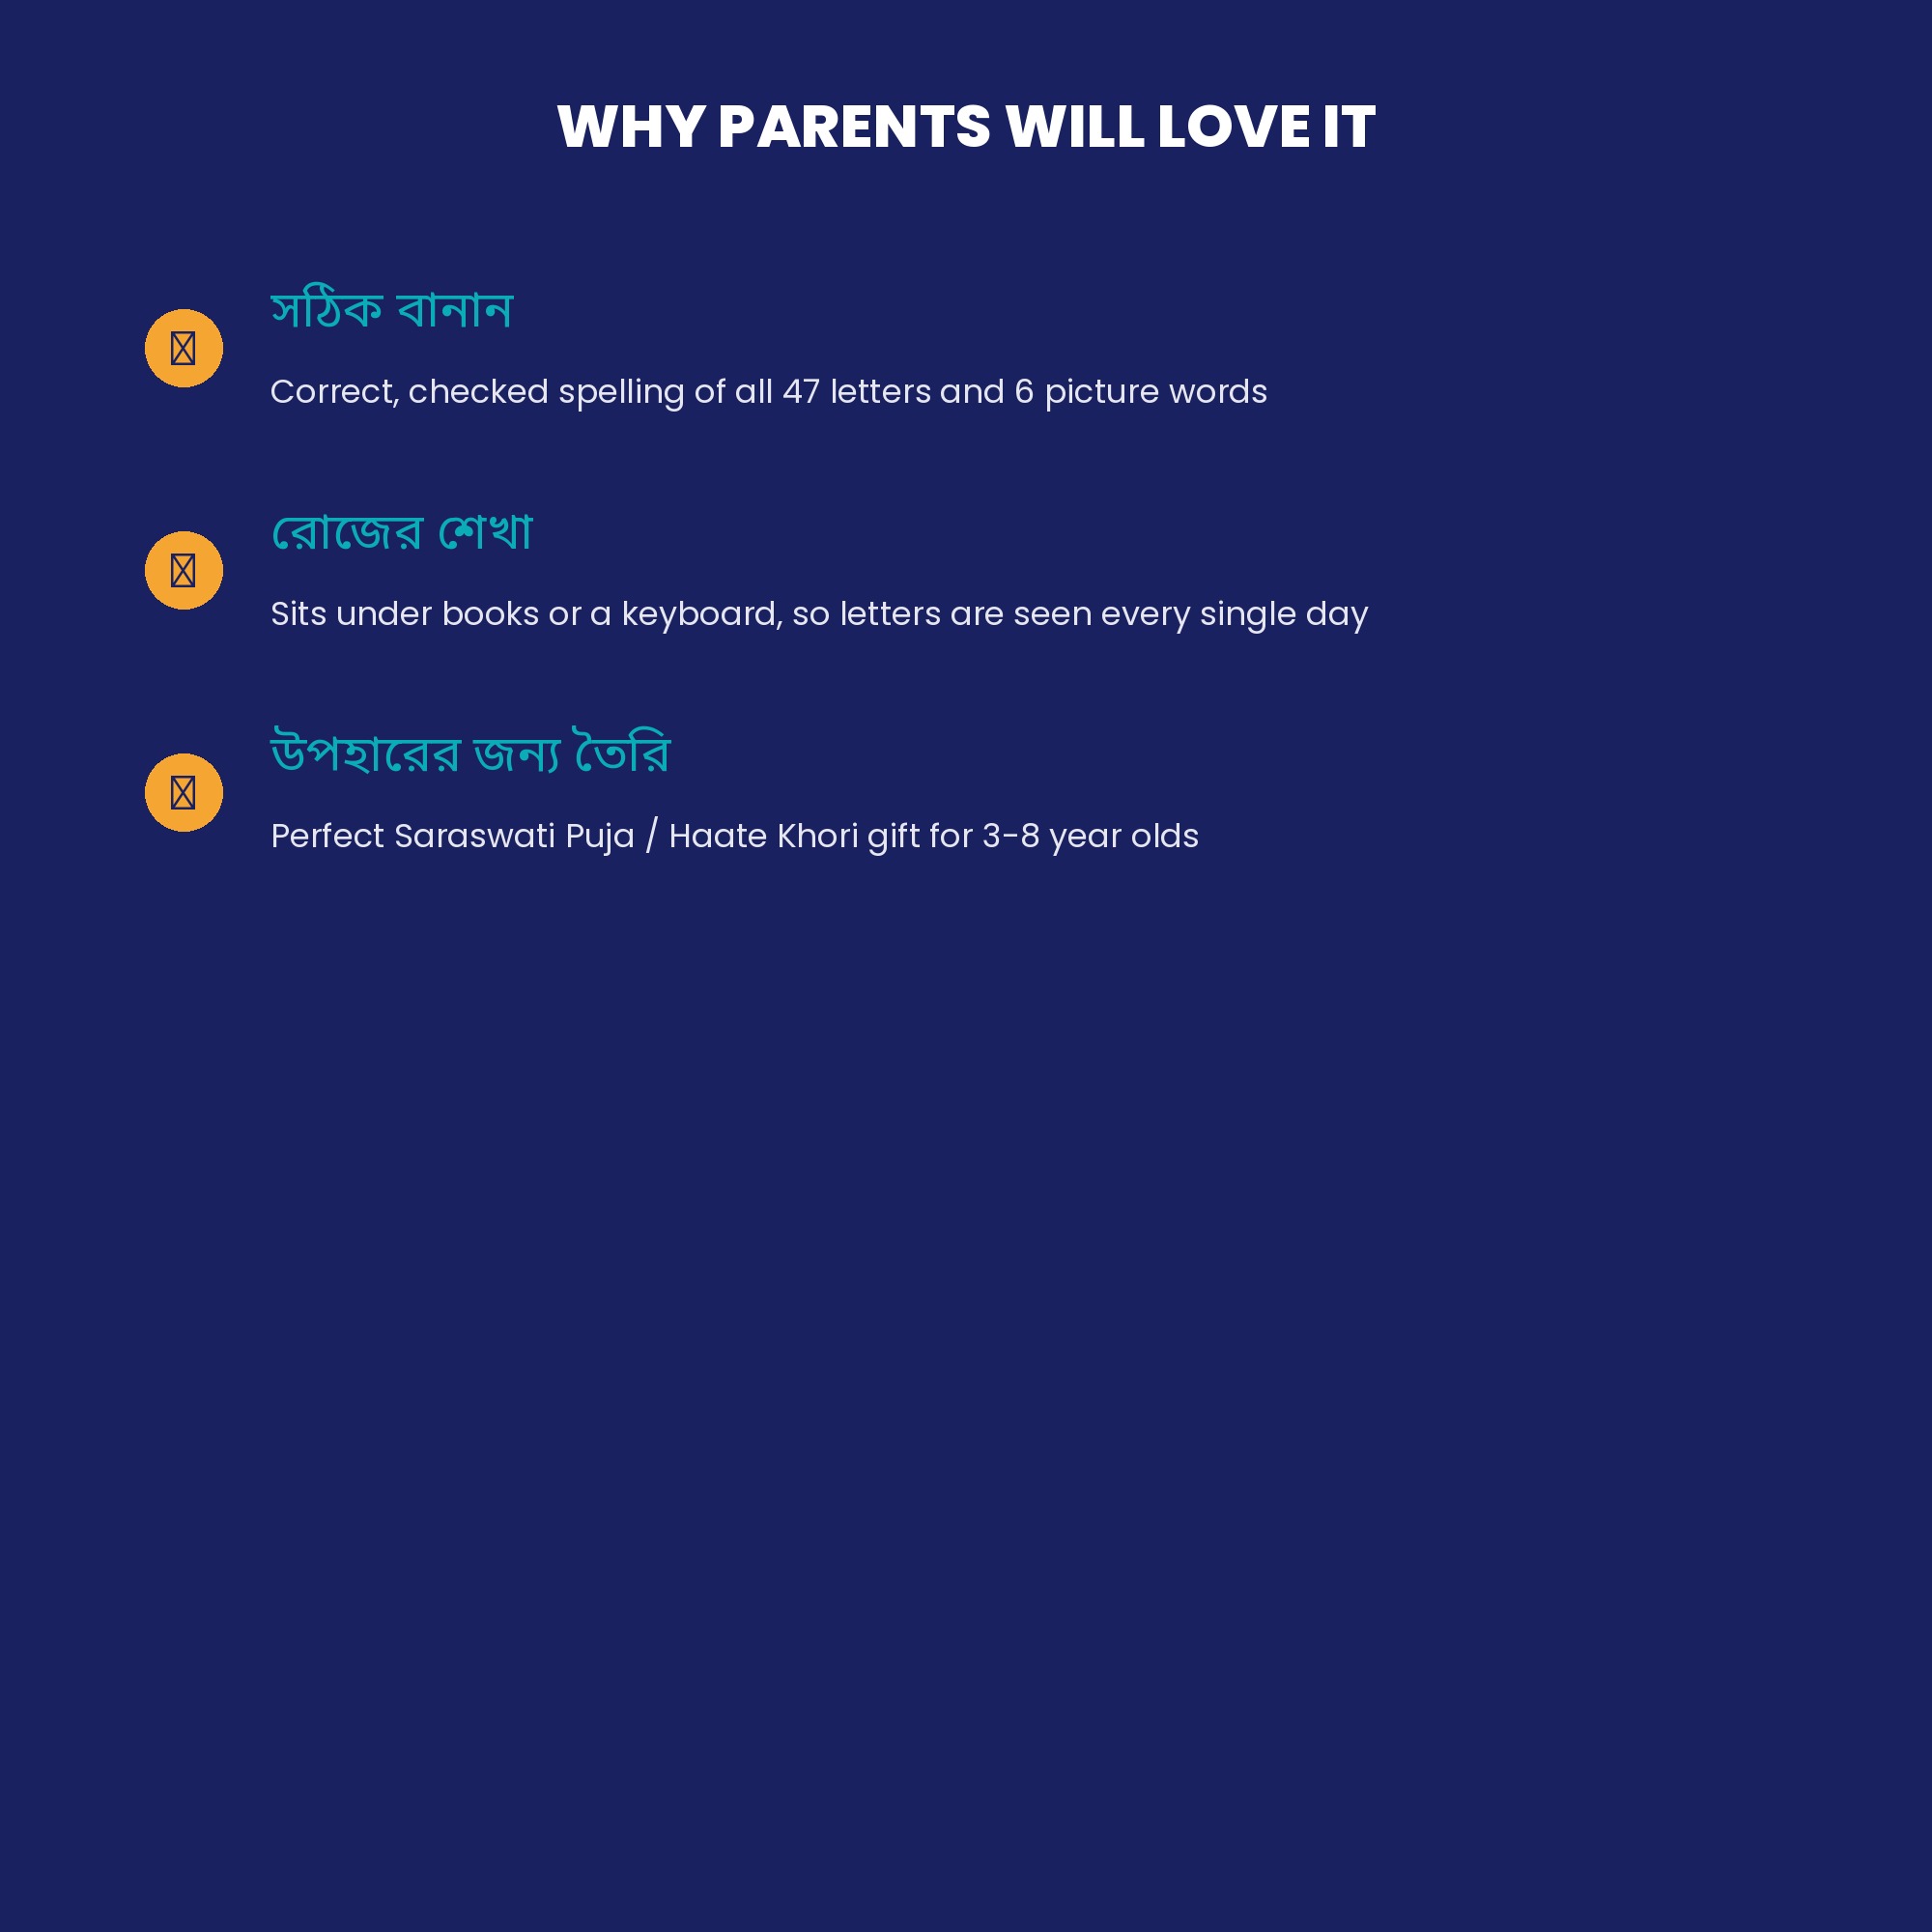 WHY PARENTS WILL LOVE IT
সঠিক বানান
Correct, checked spelling of all 47 letters and 6 picture words
রোজের শেখা
Sits under books or a keyboard, so letters are seen every single day
উপহারের জন্য তৈরি
Perfect Saraswati Puja / Haate Khori gift for 3-8 year olds